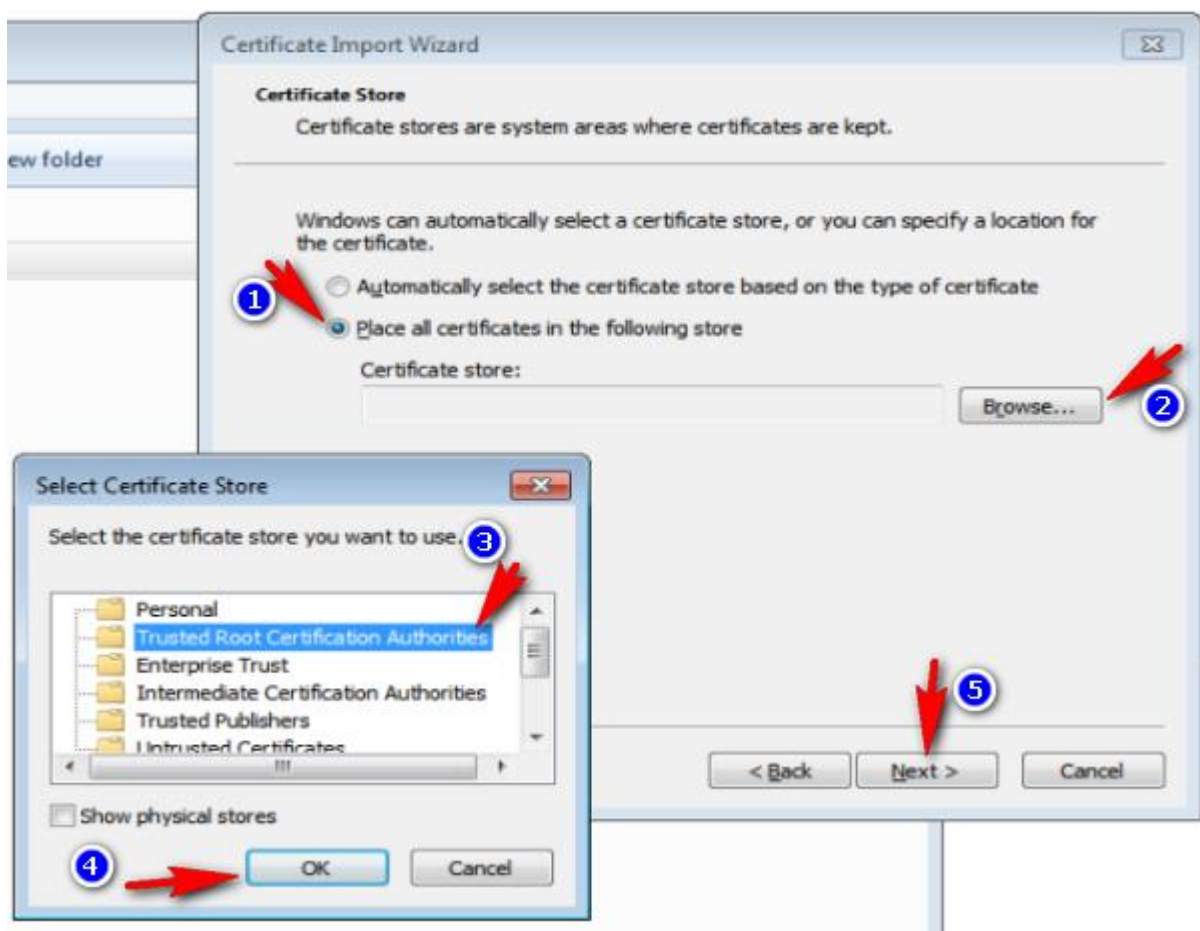 Certificate Import Wizard
Certificate Store
Certificate stores are system areas where certificates are kept.
ew folder
Windows can automatically select a certificate store, or you can specify a location for
the certificate.
1
Automatically select the certificate store based on the type of certificate
Place all certificates in the following store
Certificate store:
Browse...
2
Select Certificate Store
Select the certificate store you want to use.
3
Personal
Trusted Root Certification Authorities
Enterprise Trust
Intermediate Certification Authorities
Trusted Publishers
Untrusted Certificates
5
< Back Next > Cancel
Show physical stores
4
OK Cancel